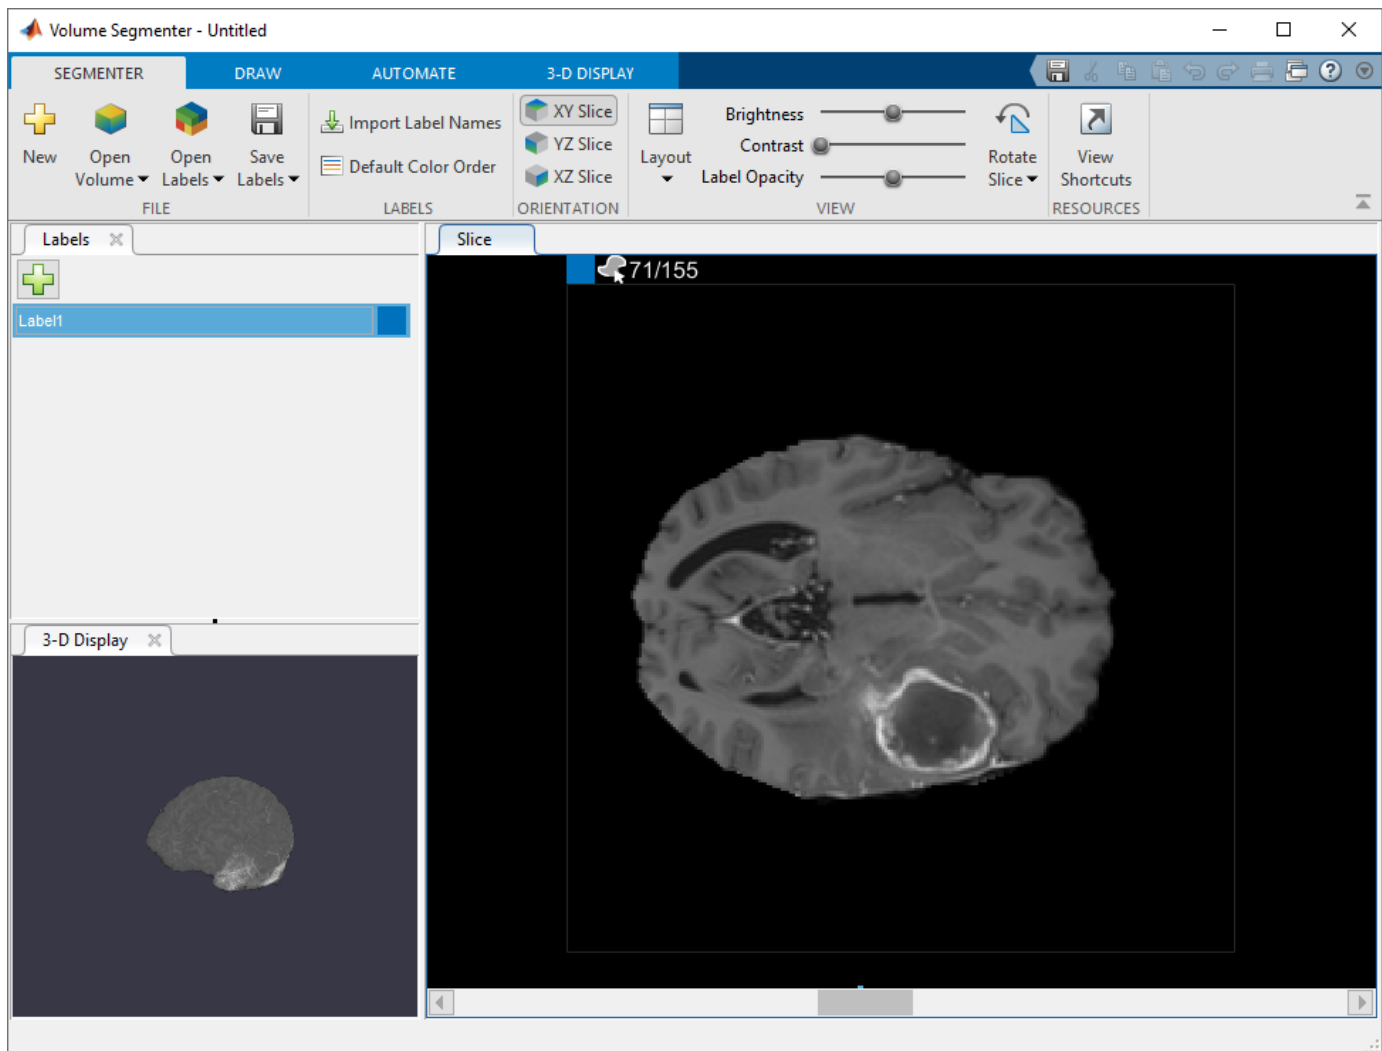 Volume Segmenter - Untitled
SEGMENTER DRAW AUTOMATE 3-D DISPLAY
New
Open Volume
Open Labels
Save Labels
FILE
Import Label Names
Default Color Order
LABELS
XY Slice
YZ Slice
XZ Slice
ORIENTATION
Layout
Brightness
Contrast
Label Opacity
Rotate Slice
VIEW
View Shortcuts
RESOURCES
Labels
Label1
3-D Display
Slice
71/155